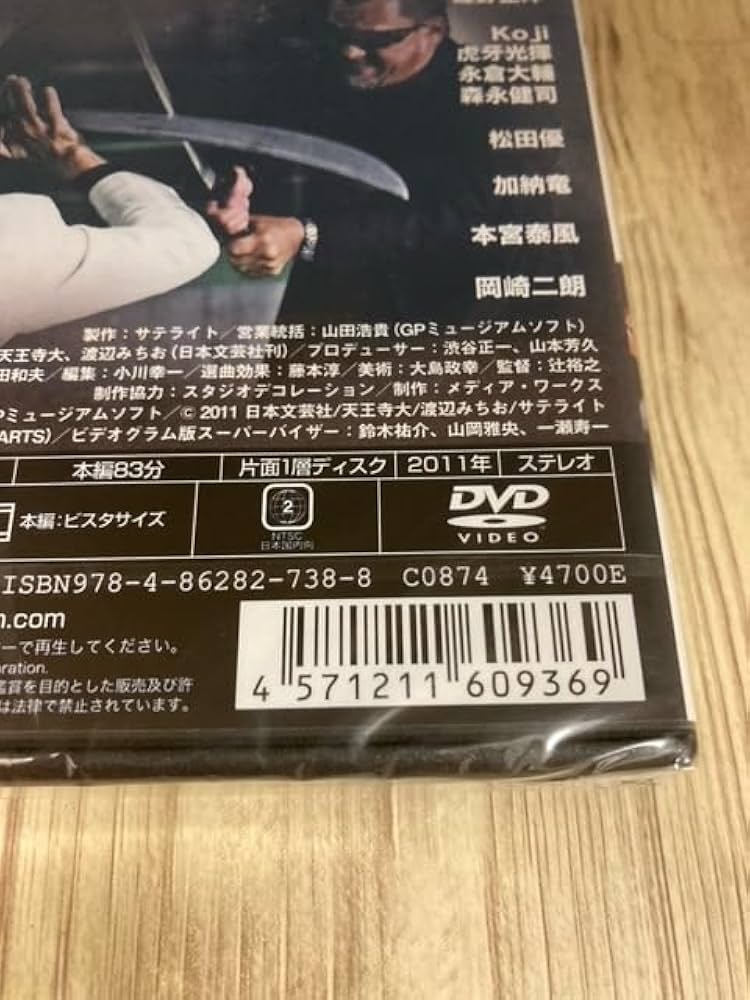 Koji
虎牙光揮
永倉大輔
森永健司
松田優
加納竜
本宮泰風
岡崎二朗
製作：サテライト／営業統括：山田浩貴（GPミュージアムソフト）
天王寺大、渡辺みちお（日本文芸社刊）／プロデューサー：渋谷正一、山本芳久
田和夫／編集：小川幸一／選曲効果：藤本淳／美術：大島政幸／監督：辻裕之
制作協力：スタジオデコレーション／制作：メディア・ワークス
Pミュージアムソフト／© 2011 日本文芸社/天王寺大/渡辺みちお/サテライト
ARTS)／ビデオグラム版スーパーバイザー：鈴木祐介、山岡雅央、一瀬寿一
本編83分 片面1層ディスク 2011年 ステレオ
本編：ビスタサイズ 2 NTSC 日本国内向 DVD VIDEO
ISBN978-4-86282-738-8 C0874 ¥4700E
n.com
ーで再生してください。
oration.
鑑賞を目的とした販売及び許
は法律で禁止されています。
4 571211 609369